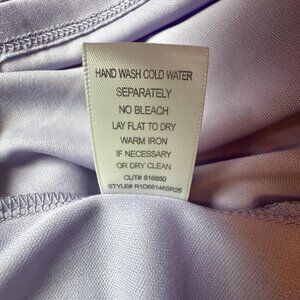 HAND WASH COLD WATER
SEPARATELY
NO BLEACH
LAY FLAT TO DRY
WARM IRON
IF NECESSARY
OR DRY CLEAN
CUT# 816850
STYLE# R1D68146SR26